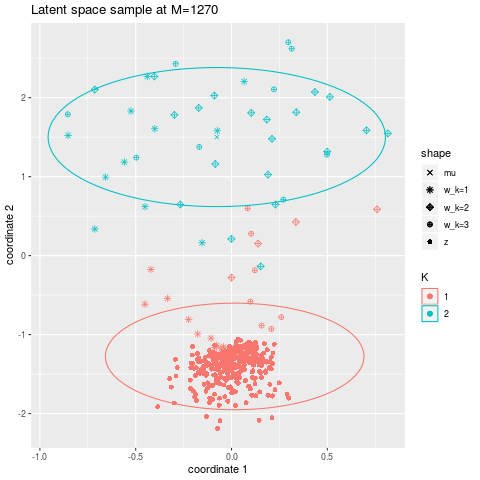 Latent space sample at M=1270
coordinate 2
2
1
0
-1
-2
-1.0
-0.5
0.0
0.5
coordinate 1
shape
mu
w_k=1
w_k=2
w_k=3
z
K
1
2